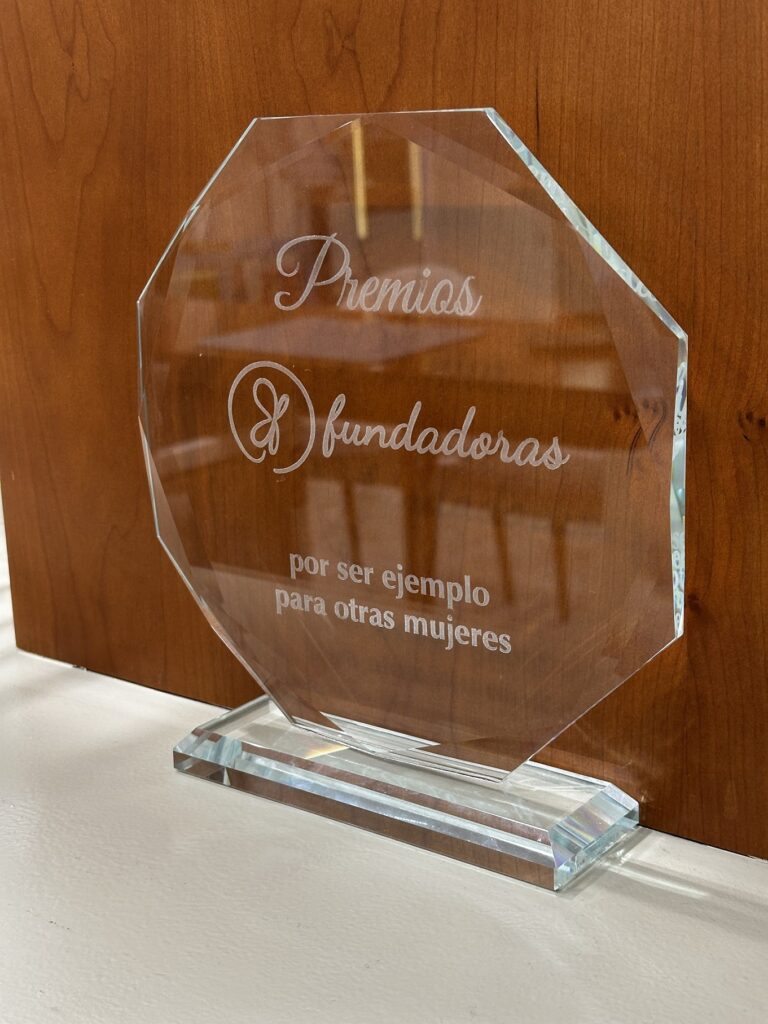 Premios
fundadoras
por ser ejemplo
para otras mujeres